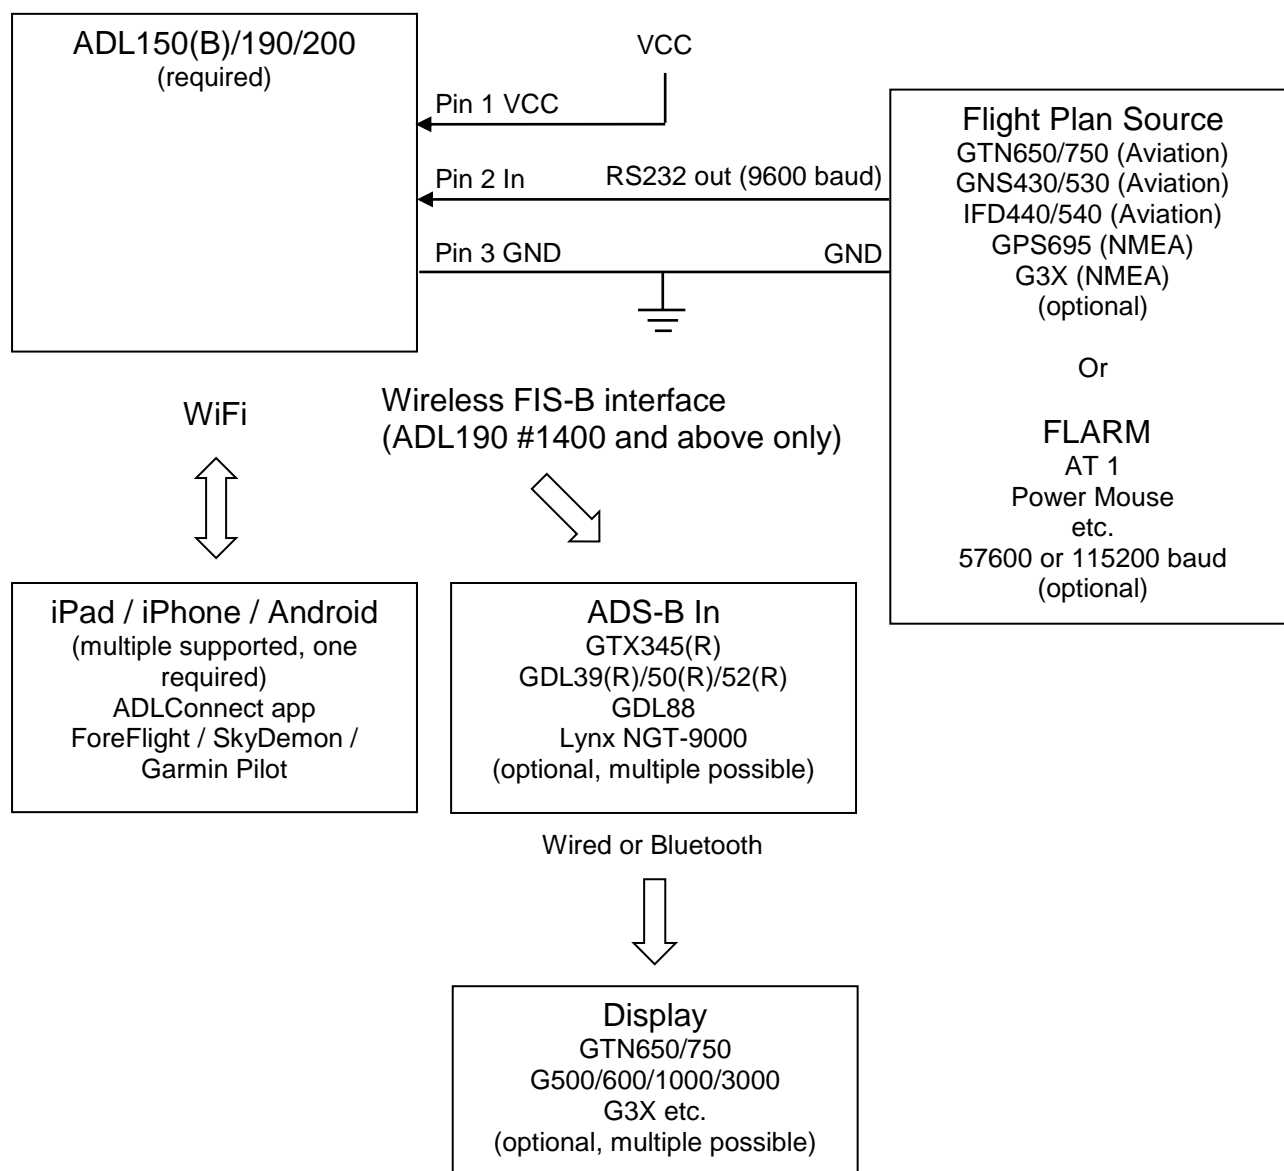 ADL150(B)/190/200
(required)
VCC
Pin 1 VCC
Pin 2 In
RS232 out (9600 baud)
Pin 3 GND
GND
Flight Plan Source
GTN650/750 (Aviation)
GNS430/530 (Aviation)
IFD440/540 (Aviation)
GPS695 (NMEA)
G3X (NMEA)
(optional)
Or
FLARM
AT 1
Power Mouse
etc.
57600 or 115200 baud
(optional)
WiFi
Wireless FIS-B interface
(ADL190 #1400 and above only)
iPad / iPhone / Android
(multiple supported, one
required)
ADLConnect app
ForeFlight / SkyDemon /
Garmin Pilot
ADS-B In
GTX345(R)
GDL39(R)/50(R)/52(R)
GDL88
Lynx NGT-9000
(optional, multiple possible)
Wired or Bluetooth
Display
GTN650/750
G500/600/1000/3000
G3X etc.
(optional, multiple possible)